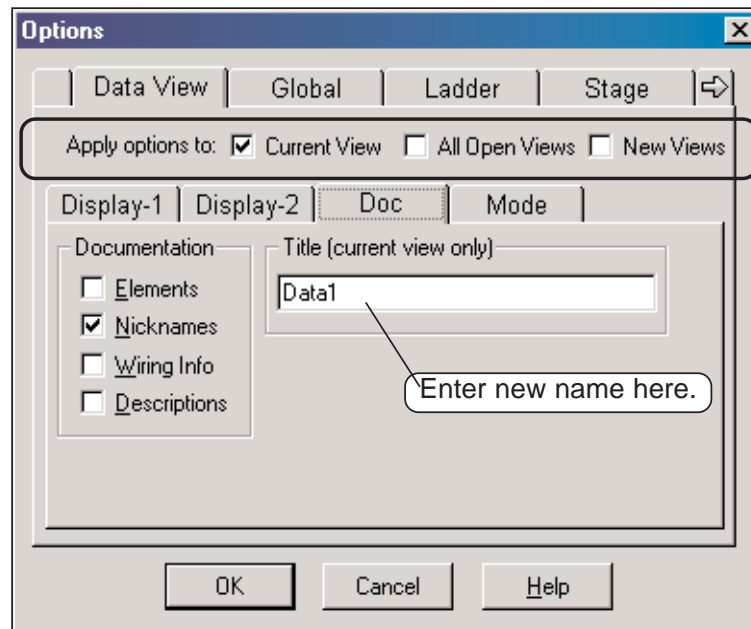 Options
Data View Global Ladder Stage
Apply options to: Current View All Open Views New Views
Display-1 Display-2 Doc Mode
Documentation
Elements
Nicknames
Wiring Info
Descriptions
Title (current view only)
Data1
Enter new name here.
OK Cancel Help